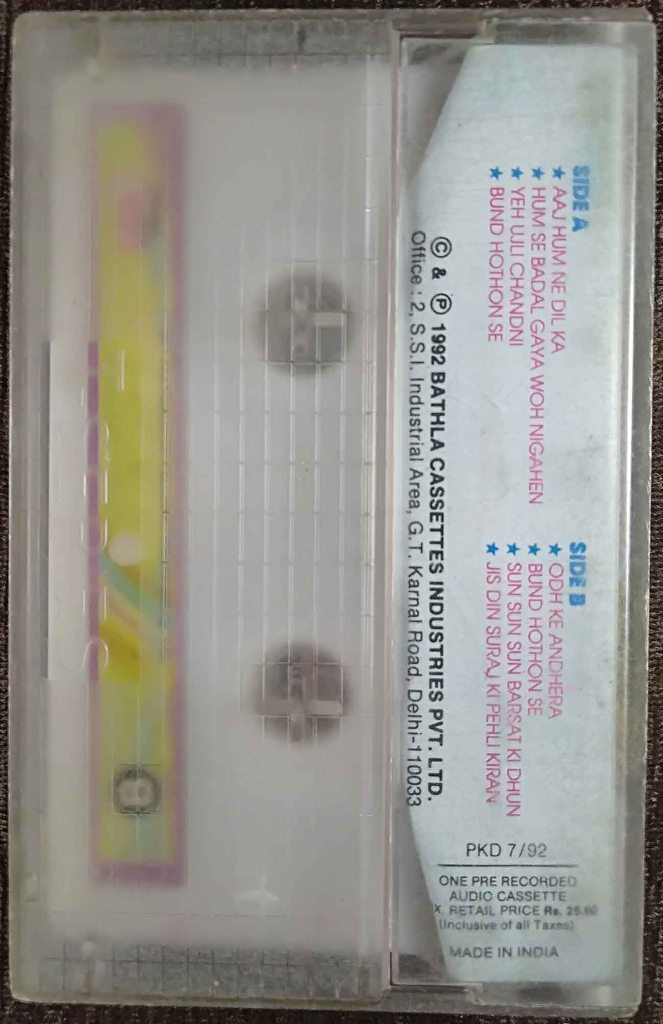 SIDE A
★ AAJ HUM NE DIL KA
★ HUM SE BADAL GAYA WOH NIGAHEN
★ YEH UJLI CHANDNI
★ BUND HOTHON SE
SIDE B
★ ODH KE ANDHERA
★ BUND HOTHON SE
★ SUN SUN SUN BARSAT KI DHUN
★ JIS DIN SURAJ KI PEHLI KIRAN
© & ℗ 1992 BATHLA CASSETTES INDUSTRIES PVT. LTD.
Office : 2, S.S.I. Industrial Area, G.T. Karnal Road, Delhi-110033
PKD 7/92
ONE PRE RECORDED
AUDIO CASSETTE
X. RETAIL PRICE Rs. 25.00
(Inclusive of all Taxes)
MADE IN INDIA